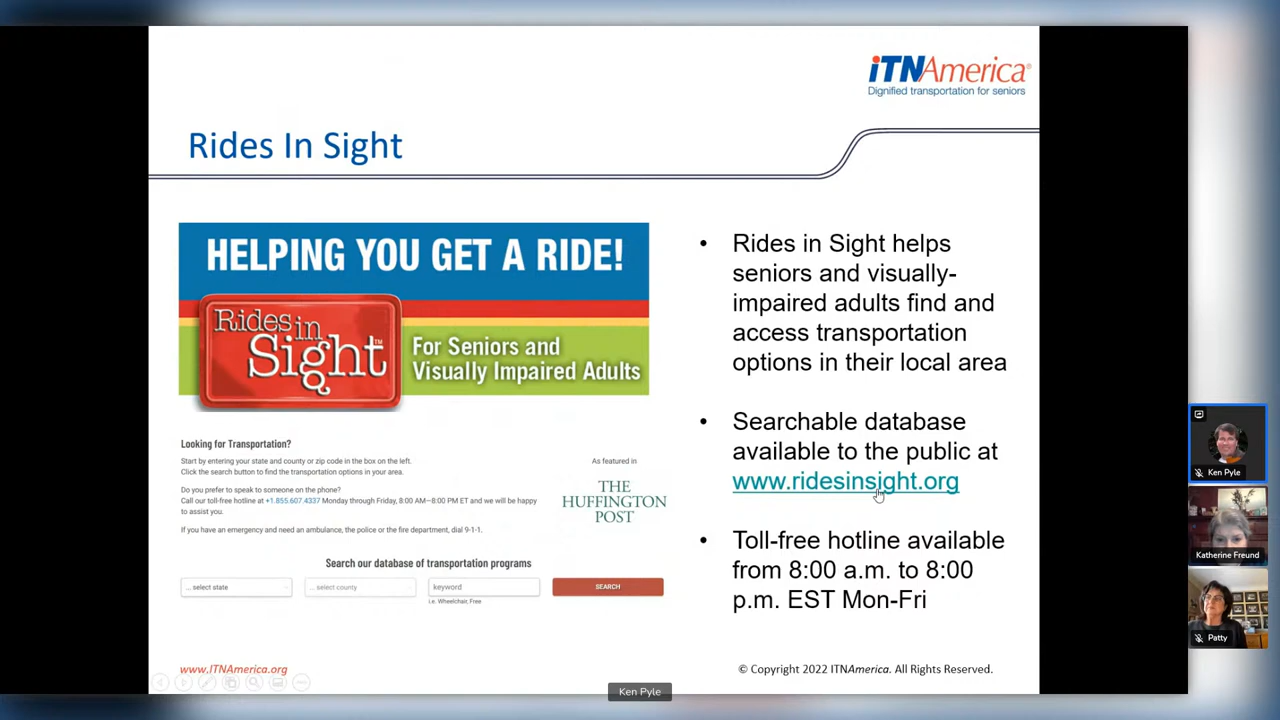 iTNAmerica®
Dignified transportation for seniors
Rides In Sight
HELPING YOU GET A RIDE!
Rides in
Sight™
For Seniors and
Visually Impaired Adults
Looking for Transportation?
Start by entering your state and county or zip code in the box on the left.
Click the search button to find the transportation options in your area.
Do you prefer to speak to someone on the phone?
Call our toll-free hotline at +1.855.607.4337 Monday through Friday, 8:00 AM—8:00 PM ET and we will be happy
to assist you.
If you have an emergency and need an ambulance, the police or the fire department, dial 9-1-1.
As featured in
THE
HUFFINGTON
POST
Search our database of transportation programs
... select state
... select county
keyword
SEARCH
i.e. Wheelchair, Free
• Rides in Sight helps
seniors and visually-
impaired adults find and
access transportation
options in their local area
• Searchable database
available to the public at
www.ridesinsight.org
• Toll-free hotline available
from 8:00 a.m. to 8:00
p.m. EST Mon-Fri
www.ITNAmerica.org
© Copyright 2022 ITNAmerica. All Rights Reserved.
Ken Pyle
Ken Pyle
Katherine Freund
Patty